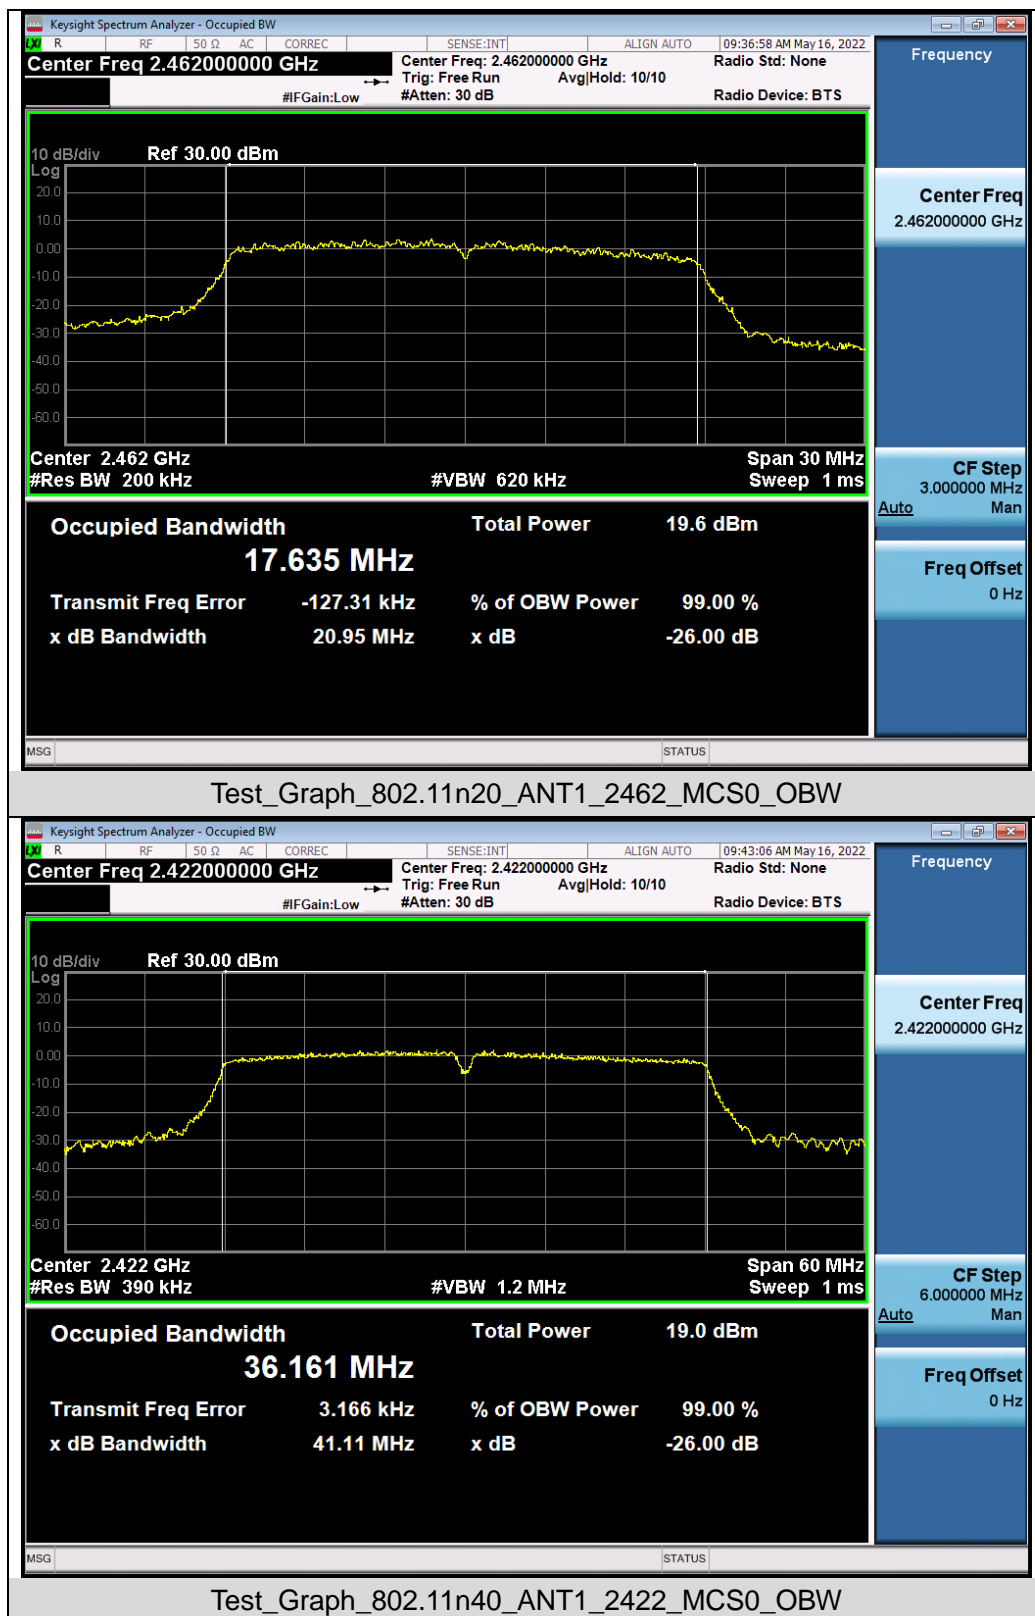 Keysight Spectrum Analyzer - Occupied BW
LXI R RF 50 Ω AC CORREC SENSE:INT ALIGN AUTO 09:36:58 AM May 16, 2022
Center Freq 2.462000000 GHz Center Freq: 2.462000000 GHz Radio Std: None Frequency
Trig: Free Run Avg|Hold: 10/10
#IFGain:Low #Atten: 30 dB Radio Device: BTS
10 dB/div Ref 30.00 dBm
Log
20.0
Center Freq
2.462000000 GHz
10.0
0.00
-10.0
-20.0
-30.0
-40.0
-50.0
-60.0
Center 2.462 GHz Span 30 MHz
#Res BW 200 kHz #VBW 620 kHz Sweep 1 ms
CF Step
3.000000 MHz
Auto Man
Occupied Bandwidth Total Power 19.6 dBm
17.635 MHz
Freq Offset
0 Hz
Transmit Freq Error -127.31 kHz % of OBW Power 99.00 %
x dB Bandwidth 20.95 MHz x dB -26.00 dB
MSG STATUS
Test_Graph_802.11n20_ANT1_2462_MCS0_OBW
Keysight Spectrum Analyzer - Occupied BW
LXI R RF 50 Ω AC CORREC SENSE:INT ALIGN AUTO 09:43:06 AM May 16, 2022
Center Freq 2.422000000 GHz Center Freq: 2.422000000 GHz Radio Std: None Frequency
Trig: Free Run Avg|Hold: 10/10
#IFGain:Low #Atten: 30 dB Radio Device: BTS
10 dB/div Ref 30.00 dBm
Log
20.0
Center Freq
2.422000000 GHz
10.0
0.00
-10.0
-20.0
-30.0
-40.0
-50.0
-60.0
Center 2.422 GHz Span 60 MHz
#Res BW 390 kHz #VBW 1.2 MHz Sweep 1 ms
CF Step
6.000000 MHz
Auto Man
Occupied Bandwidth Total Power 19.0 dBm
36.161 MHz
Freq Offset
0 Hz
Transmit Freq Error 3.166 kHz % of OBW Power 99.00 %
x dB Bandwidth 41.11 MHz x dB -26.00 dB
MSG STATUS
Test_Graph_802.11n40_ANT1_2422_MCS0_OBW